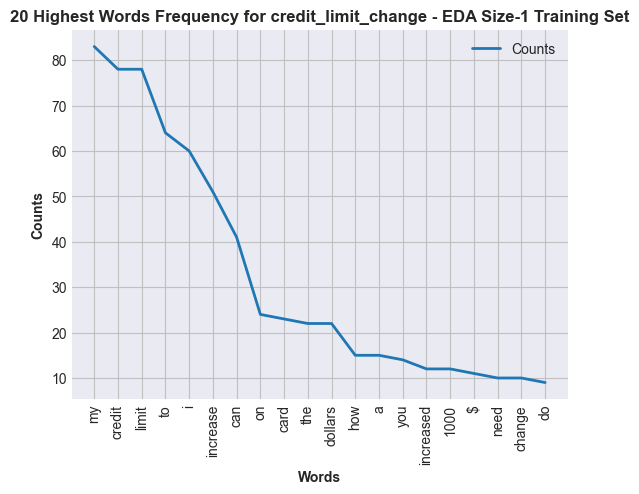 20 Highest Words Frequency for credit_limit_change - EDA Size-1 Training Set
Counts
Counts
80
70
60
50
40
30
20
10
my
credit
limit
to
i
increase
can
on
card
the
dollars
how
a
you
increased
1000
$
need
change
do
Words